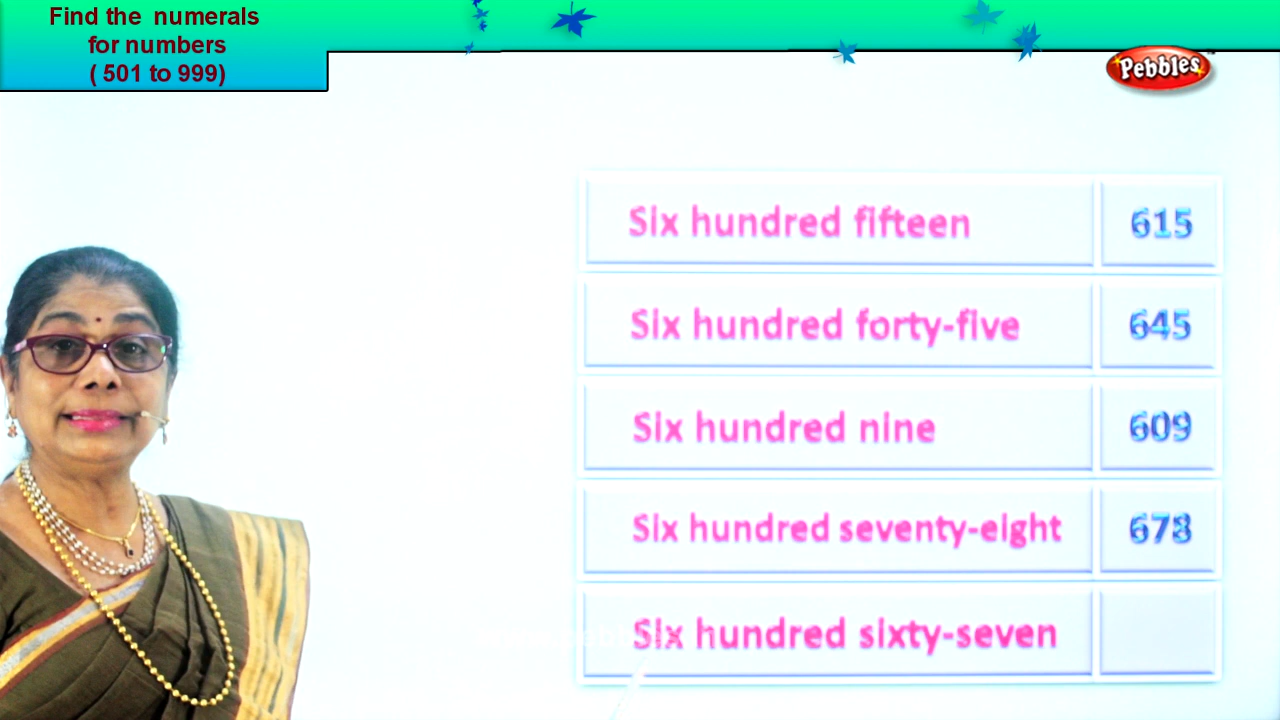 Find the numerals
for numbers
( 501 to 999)
Pebbles
Six hundred fifteen 615
Six hundred forty-five 645
Six hundred nine 609
Six hundred seventy-eight 678
Six hundred sixty-seven